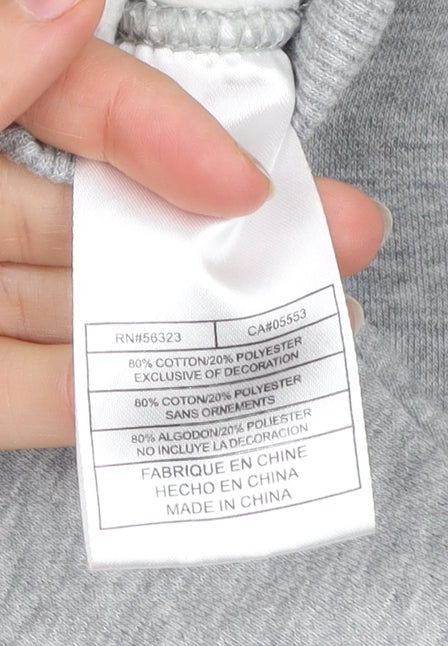 RN#56323 CA#05553
80% COTTON/20% POLYESTER
EXCLUSIVE OF DECORATION
80% COTON/20% POLYESTER
SANS ORNEMENTS
80% ALGODON/20% POLIESTER
NO INCLUYE LA DECORACION
FABRIQUE EN CHINE
HECHO EN CHINA
MADE IN CHINA